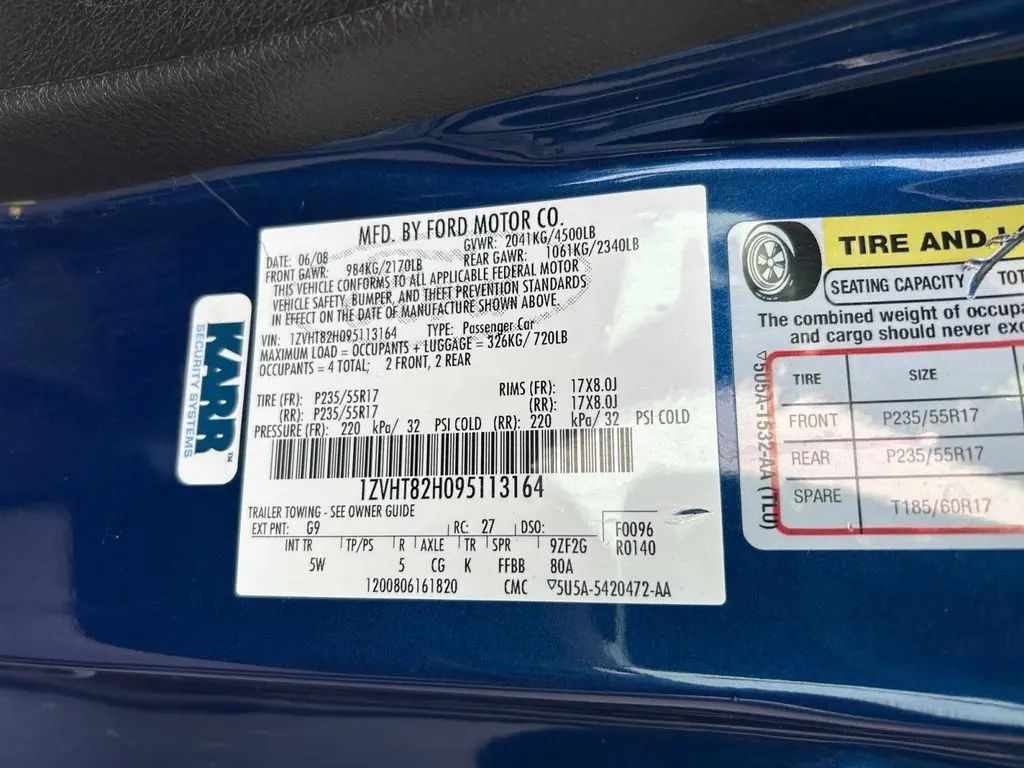 MFD. BY FORD MOTOR CO.
DATE: 06/08 GVWR: 2041KG/4500LB
FRONT GAWR: 984KG/2170LB REAR GAWR: 1061KG/2340LB
THIS VEHICLE CONFORMS TO ALL APPLICABLE FEDERAL MOTOR
VEHICLE SAFETY, BUMPER, AND THEFT PREVENTION STANDARDS
IN EFFECT ON THE DATE OF MANUFACTURE SHOWN ABOVE.
VIN: 1ZVHT82H095113164 TYPE: Passenger Car
MAXIMUM LOAD = OCCUPANTS + LUGGAGE = 326KG/720LB
OCCUPANTS = 4 TOTAL; 2 FRONT, 2 REAR
TIRE (FR): P235/55R17 RIMS (FR): 17X8.0J
(RR): P235/55R17 (RR): 17X8.0J
PRESSURE (FR): 220 kPa/ 32 PSI COLD (RR): 220 kPa/ 32 PSI COLD
1ZVHT82H095113164
TRAILER TOWING - SEE OWNER GUIDE
EXT PNT: G9 RC: 27 DSO: F0096
INT TR TP/PS R AXLE TR SPR 9ZF2G R0140
5W 5 CG K FFBB 80A
1200806161820 CMC ▽5U5A-5420472-AA
KARR™
SECURITY SYSTEMS
TIRE AND
SEATING CAPACITY
The combined weight of
and cargo should never
TIRE SIZE
FRONT P235/55R17
REAR P235/55R17
SPARE T185/60R17
▽5U5A-1532-AA (TLU)